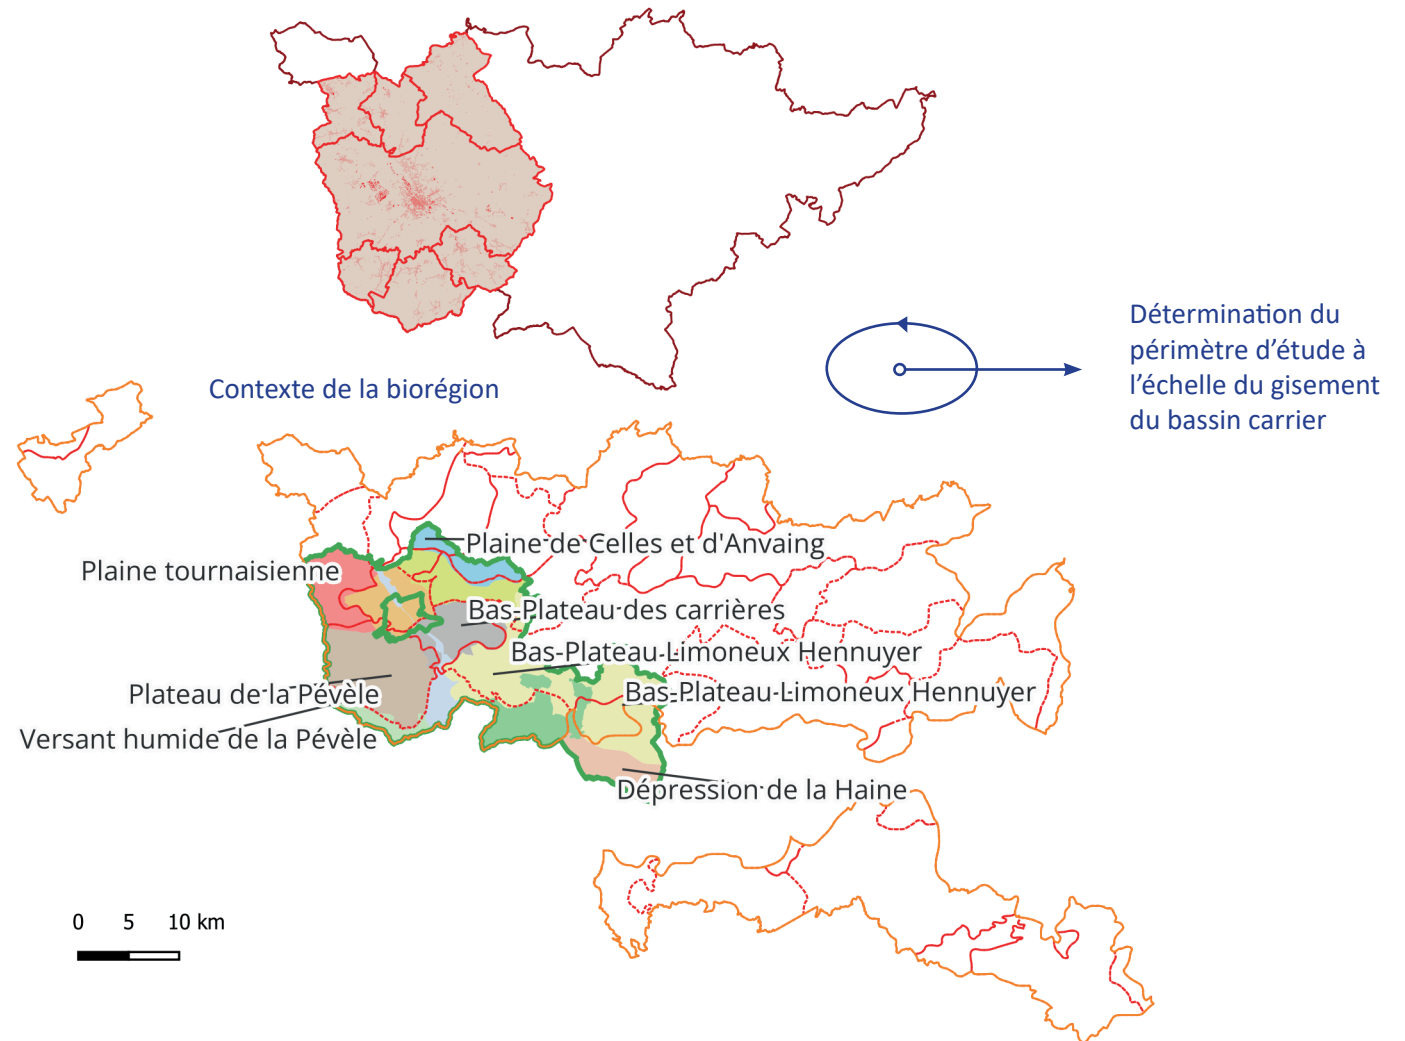 Détermination du
périmètre d'étude à
l'échelle du gisement
du bassin carrier
Contexte de la biorégion
Plaine de Celles et d'Anvaing
Plaine tournaisienne
Bas-Plateau des carrières
Bas-Plateau Limoneux Hennuyer
Plateau de la Pévèle
Bas-Plateau Limoneux Hennuyer
Versant humide de la Pévèle
Dépression de la Haine
0 5 10 km